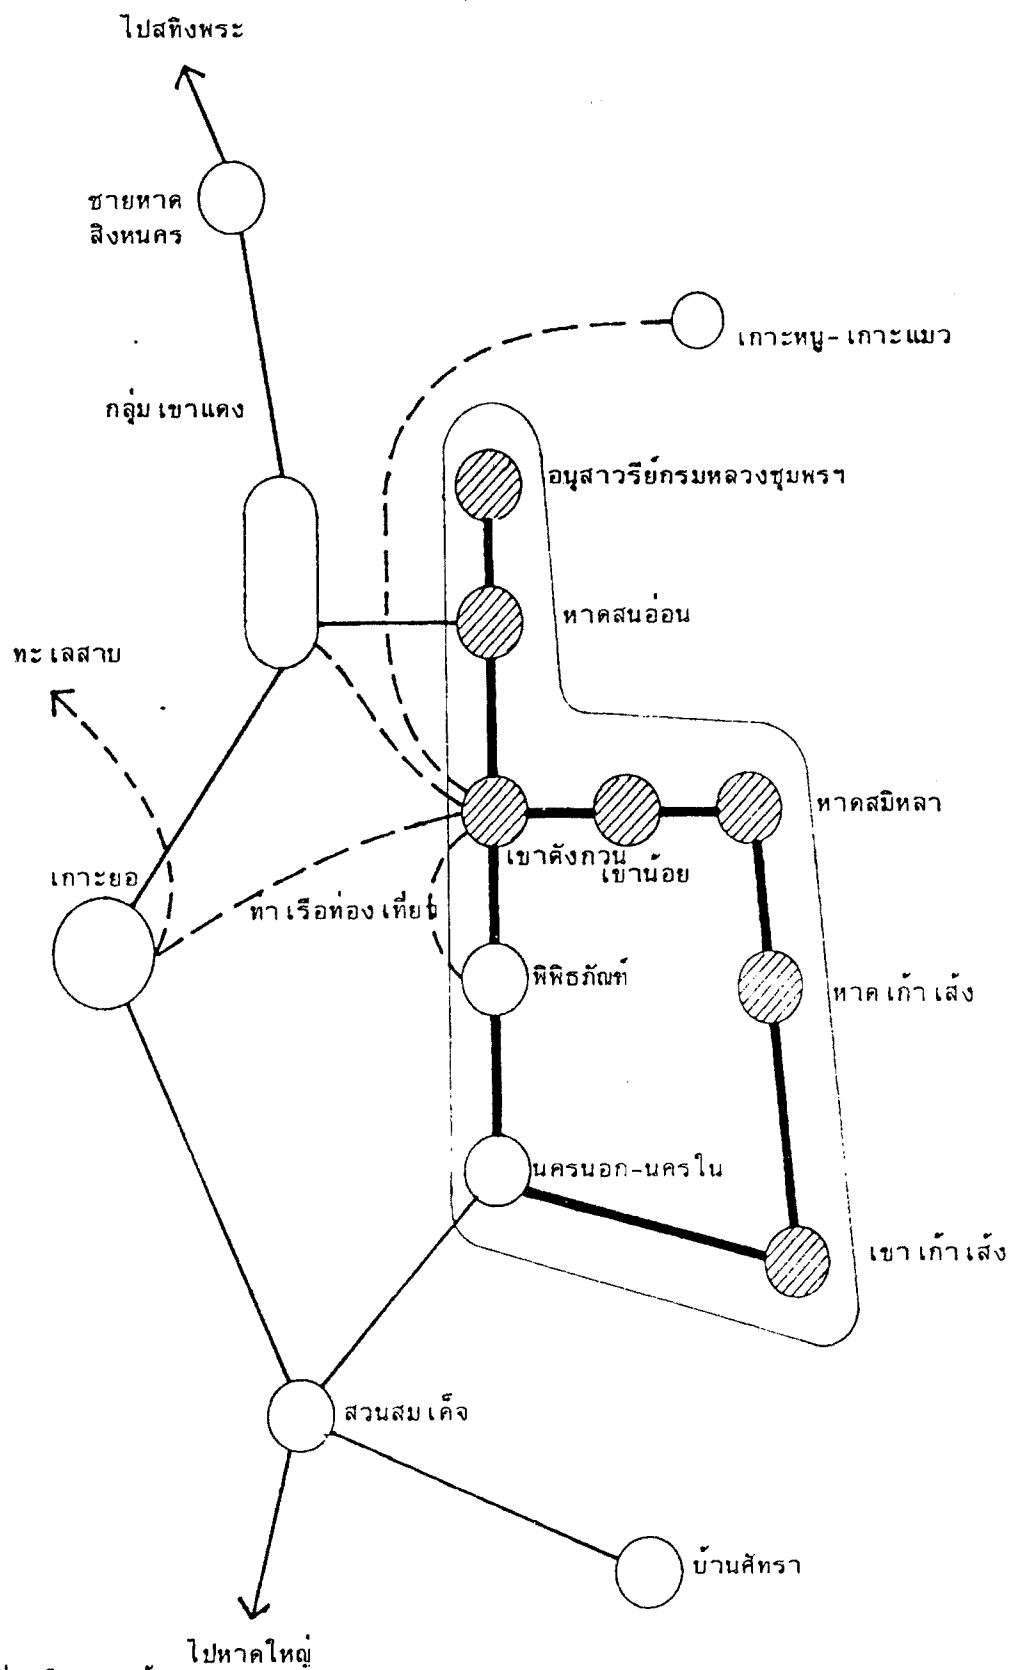 ไปสทิงพระ
ชายหาด
สิงหนคร
เกาะหนู-เกาะแมว
กลุ่มเขาแดง
อนุสาวรีย์กรมหลวงชุมพรฯ
หาดสนอ่อน
ทะเลสาบ
หาดสมิหลา
เขาตังกวน
เขาน้อย
เกาะยอ
ทาเรือท่องเที่ยว
พิพิธภัณฑ์
หาดเก้าเส้ง
นครนอก-นครใน
เขาเก้าเส้ง
สวนสมเด็จ
บ้านศัทรา
ไปหาดใหญ่